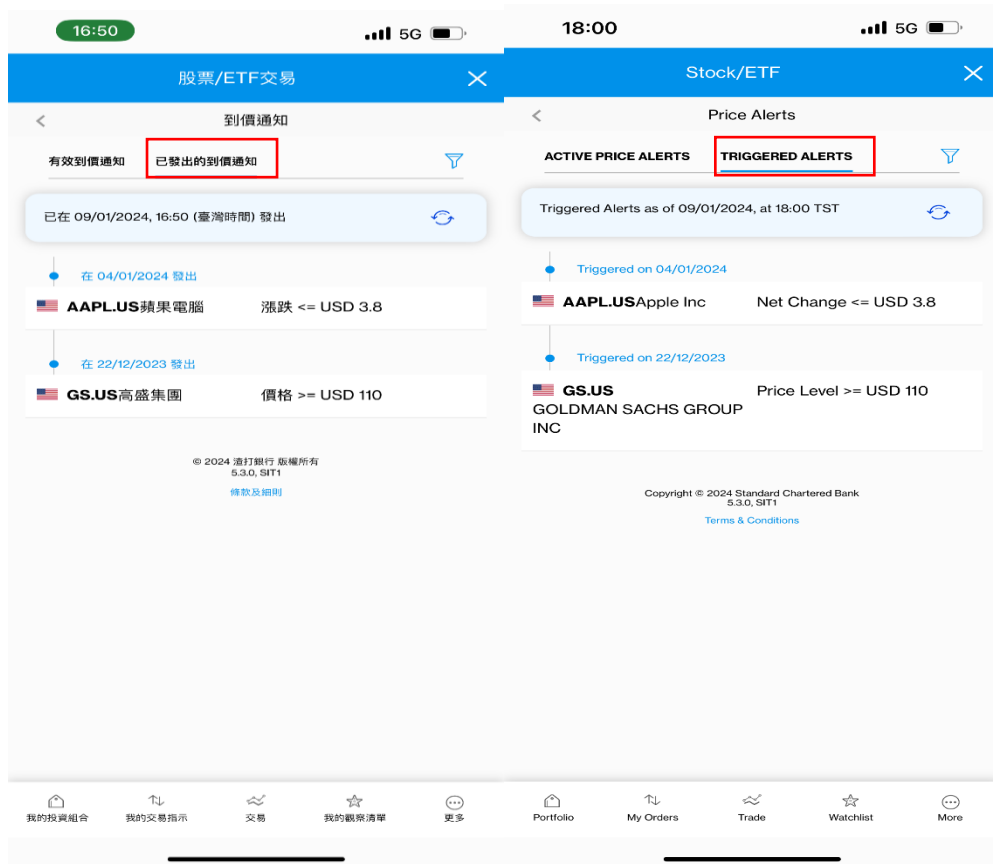 16:50
5G
股票/ETF交易
到價通知
有效到價通知 已發出的到價通知
已在 09/01/2024, 16:50 (臺灣時間) 發出
在 04/01/2024 發出
AAPL.US蘋果電腦 漲跌 <= USD 3.8
在 22/12/2023 發出
GS.US高盛集團 價格 >= USD 110
© 2024 渣打銀行 版權所有
5.3.0, SIT1
條款及細則
我的投資組合 我的交易指示 交易 我的觀察清單 更多
18:00
5G
Stock/ETF
Price Alerts
ACTIVE PRICE ALERTS TRIGGERED ALERTS
Triggered Alerts as of 09/01/2024, at 18:00 TST
Triggered on 04/01/2024
AAPL.USApple Inc Net Change <= USD 3.8
Triggered on 22/12/2023
GS.US Price Level >= USD 110
GOLDMAN SACHS GROUP
INC
Copyright © 2024 Standard Chartered Bank
5.3.0, SIT1
Terms & Conditions
Portfolio My Orders Trade Watchlist More